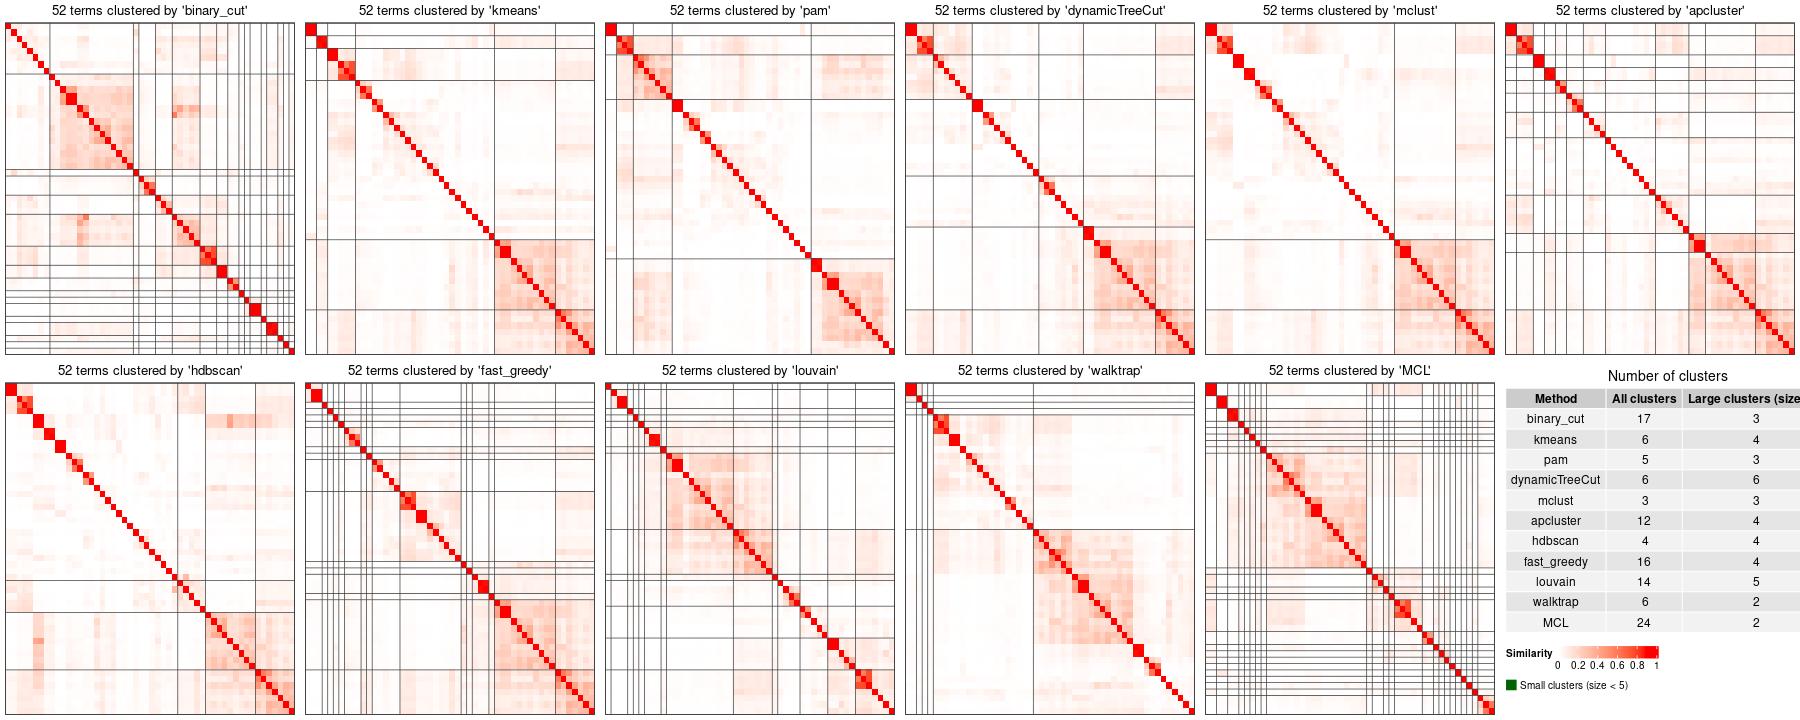 52 terms clustered by 'binary_cut'
52 terms clustered by 'kmeans'
52 terms clustered by 'pam'
52 terms clustered by 'dynamicTreeCut'
52 terms clustered by 'mclust'
52 terms clustered by 'apcluster'
52 terms clustered by 'hdbscan'
52 terms clustered by 'fast_greedy'
52 terms clustered by 'louvain'
52 terms clustered by 'walktrap'
52 terms clustered by 'MCL'
Number of clusters
Method All clusters Large clusters (size
binary_cut 17 3
kmeans 6 4
pam 5 3
dynamicTreeCut 6 6
mclust 3 3
apcluster 12 4
hdbscan 4 4
fast_greedy 16 4
louvain 14 5
walktrap 6 2
MCL 24 2
Similarity
0 0.2 0.4 0.6 0.8 1
Small clusters (size < 5)